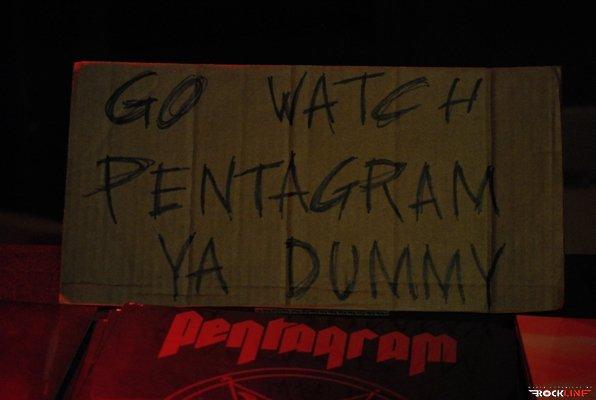 GO WATCH
PENTAGRAM
YA DUMMY
pentagram
ROCKLINE